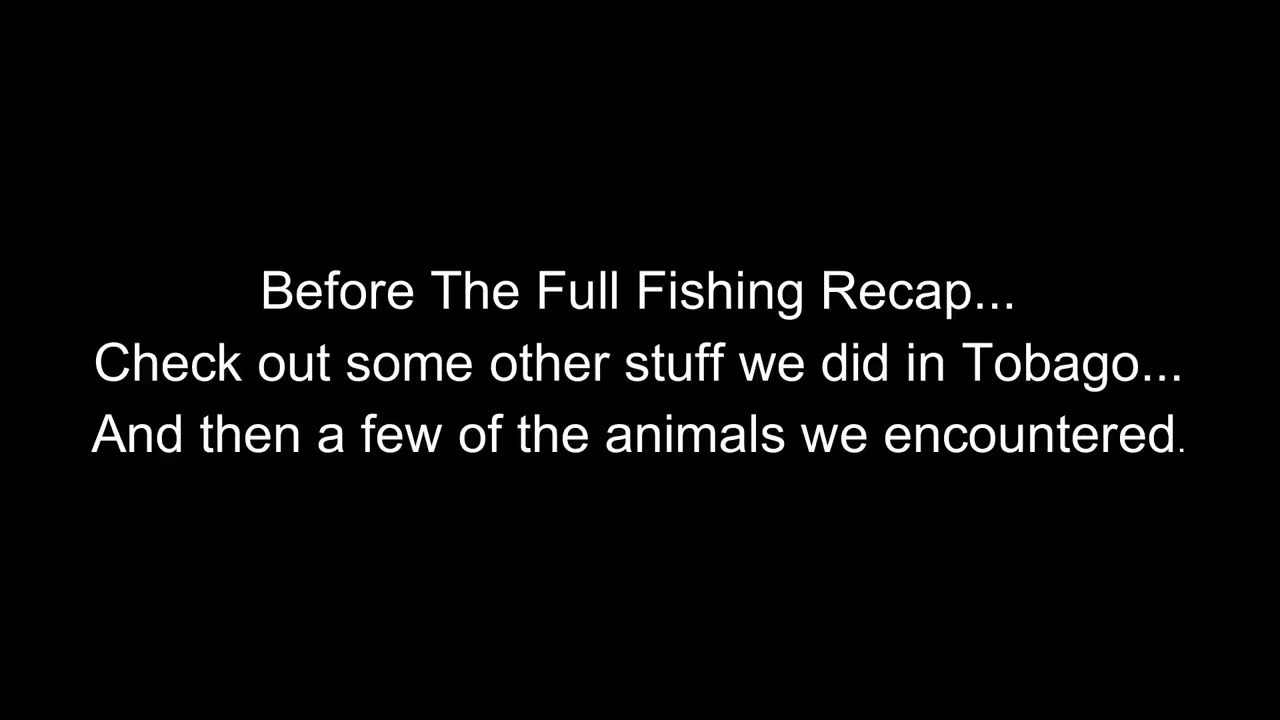 Before The Full Fishing Recap...
Check out some other stuff we did in Tobago...
And then a few of the animals we encountered.